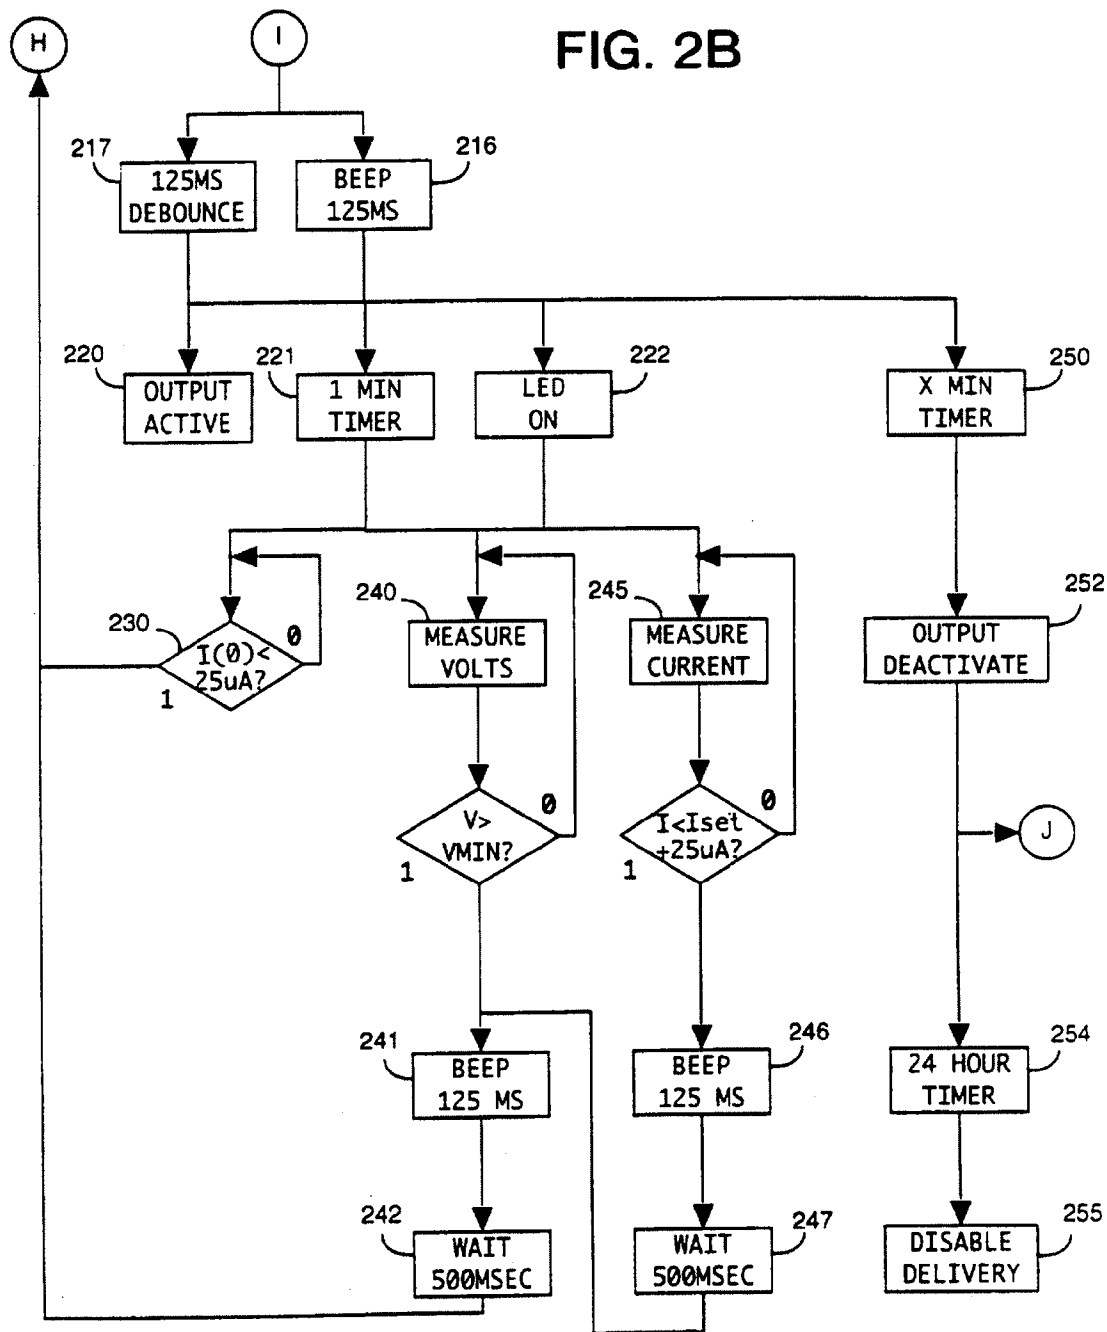 H
I
FIG. 2B
217
125MS
DEBOUNCE
BEEP
125MS
216
220
OUTPUT
ACTIVE
221
1 MIN
TIMER
LED
ON
222
X MIN
TIMER
250
230
I(0)<
25uA?
0
1
240
MEASURE
VOLTS
245
MEASURE
CURRENT
OUTPUT
DEACTIVATE
252
V>
VMIN?
0
1
I<Iset
+25uA?
0
1
J
241
BEEP
125 MS
BEEP
125 MS
246
24 HOUR
TIMER
254
242
WAIT
500MSEC
WAIT
500MSEC
247
DISABLE
DELIVERY
255